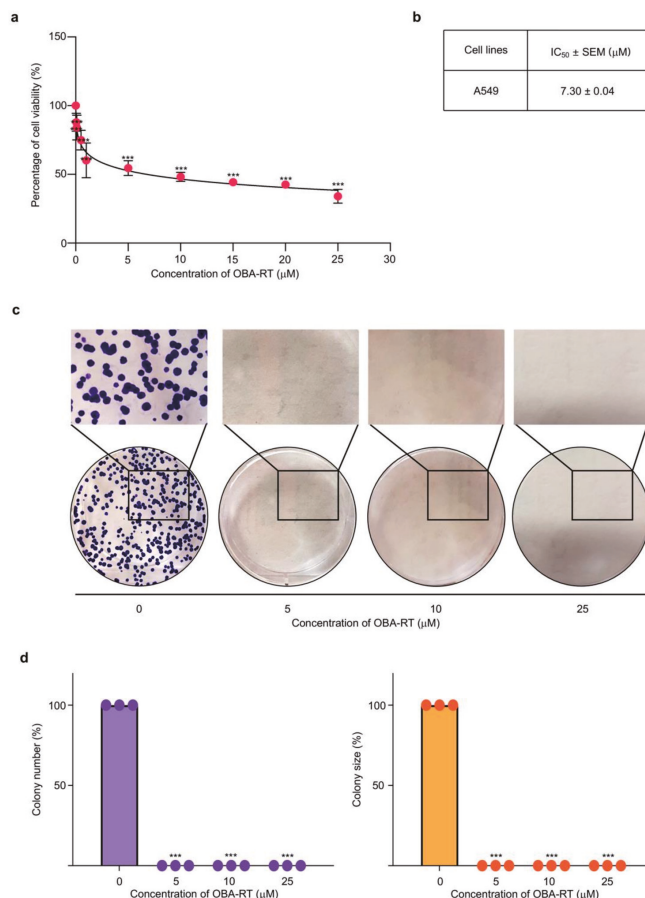 a
150
100
50
0
Percentage of cell viability (%)
***
***
***
***
***
***
***
***
***
0
5
10
15
20
25
30
Concentration of OBA-RT (μM)
b
Cell lines
IC50 ± SEM (μM)
A549
7.30 ± 0.04
c
0
5
10
25
Concentration of OBA-RT (μM)
d
Colony number (%)
100
50
***
***
***
0
5
10
25
Concentration of OBA-RT (μM)
Colony size (%)
100
50
***
***
***
0
5
10
25
Concentration of OBA-RT (μM)